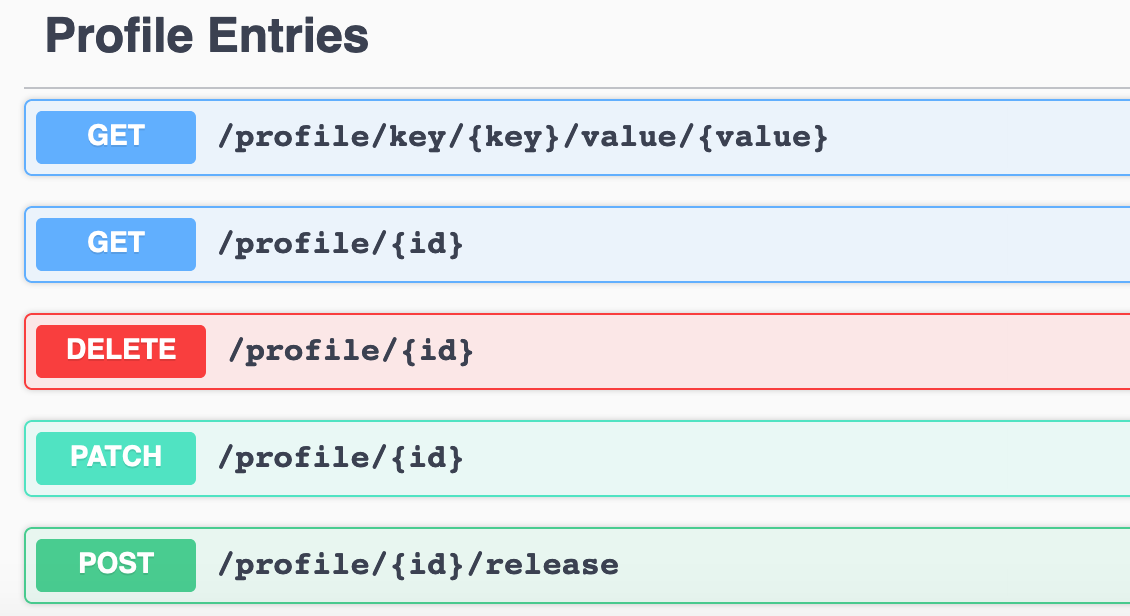 Profile Entries
GET /profile/key/{key}/value/{value}
GET /profile/{id}
DELETE /profile/{id}
PATCH /profile/{id}
POST /profile/{id}/release